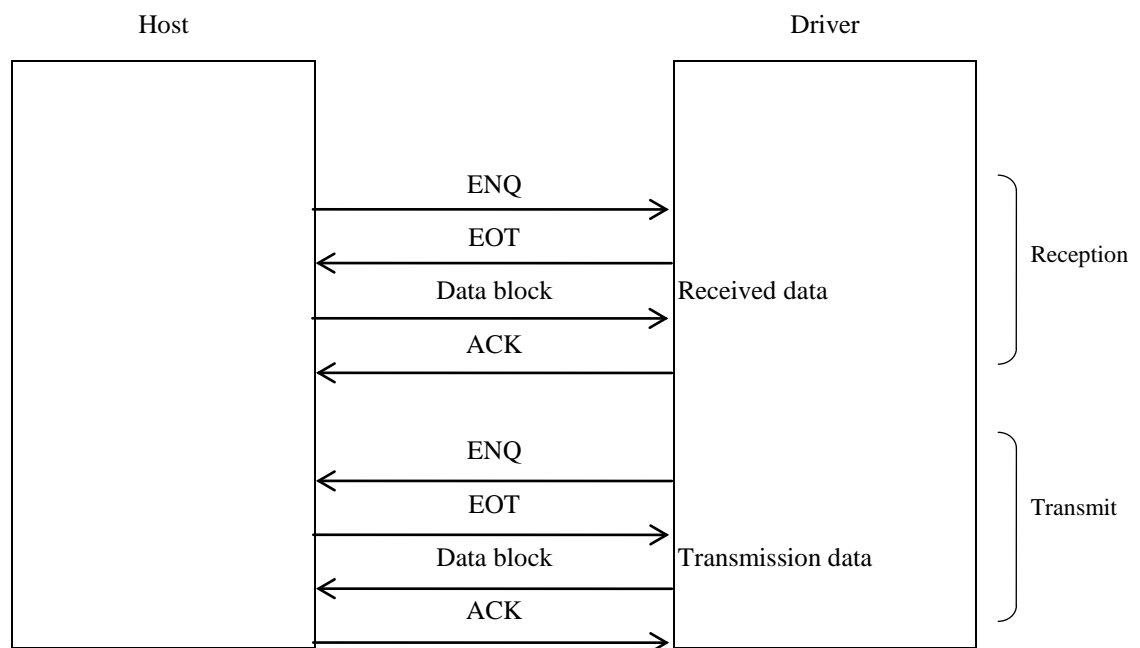 Host
Driver
ENQ
EOT
Reception
Data block
Received data
ACK
ENQ
EOT
Transmit
Data block
Transmission data
ACK